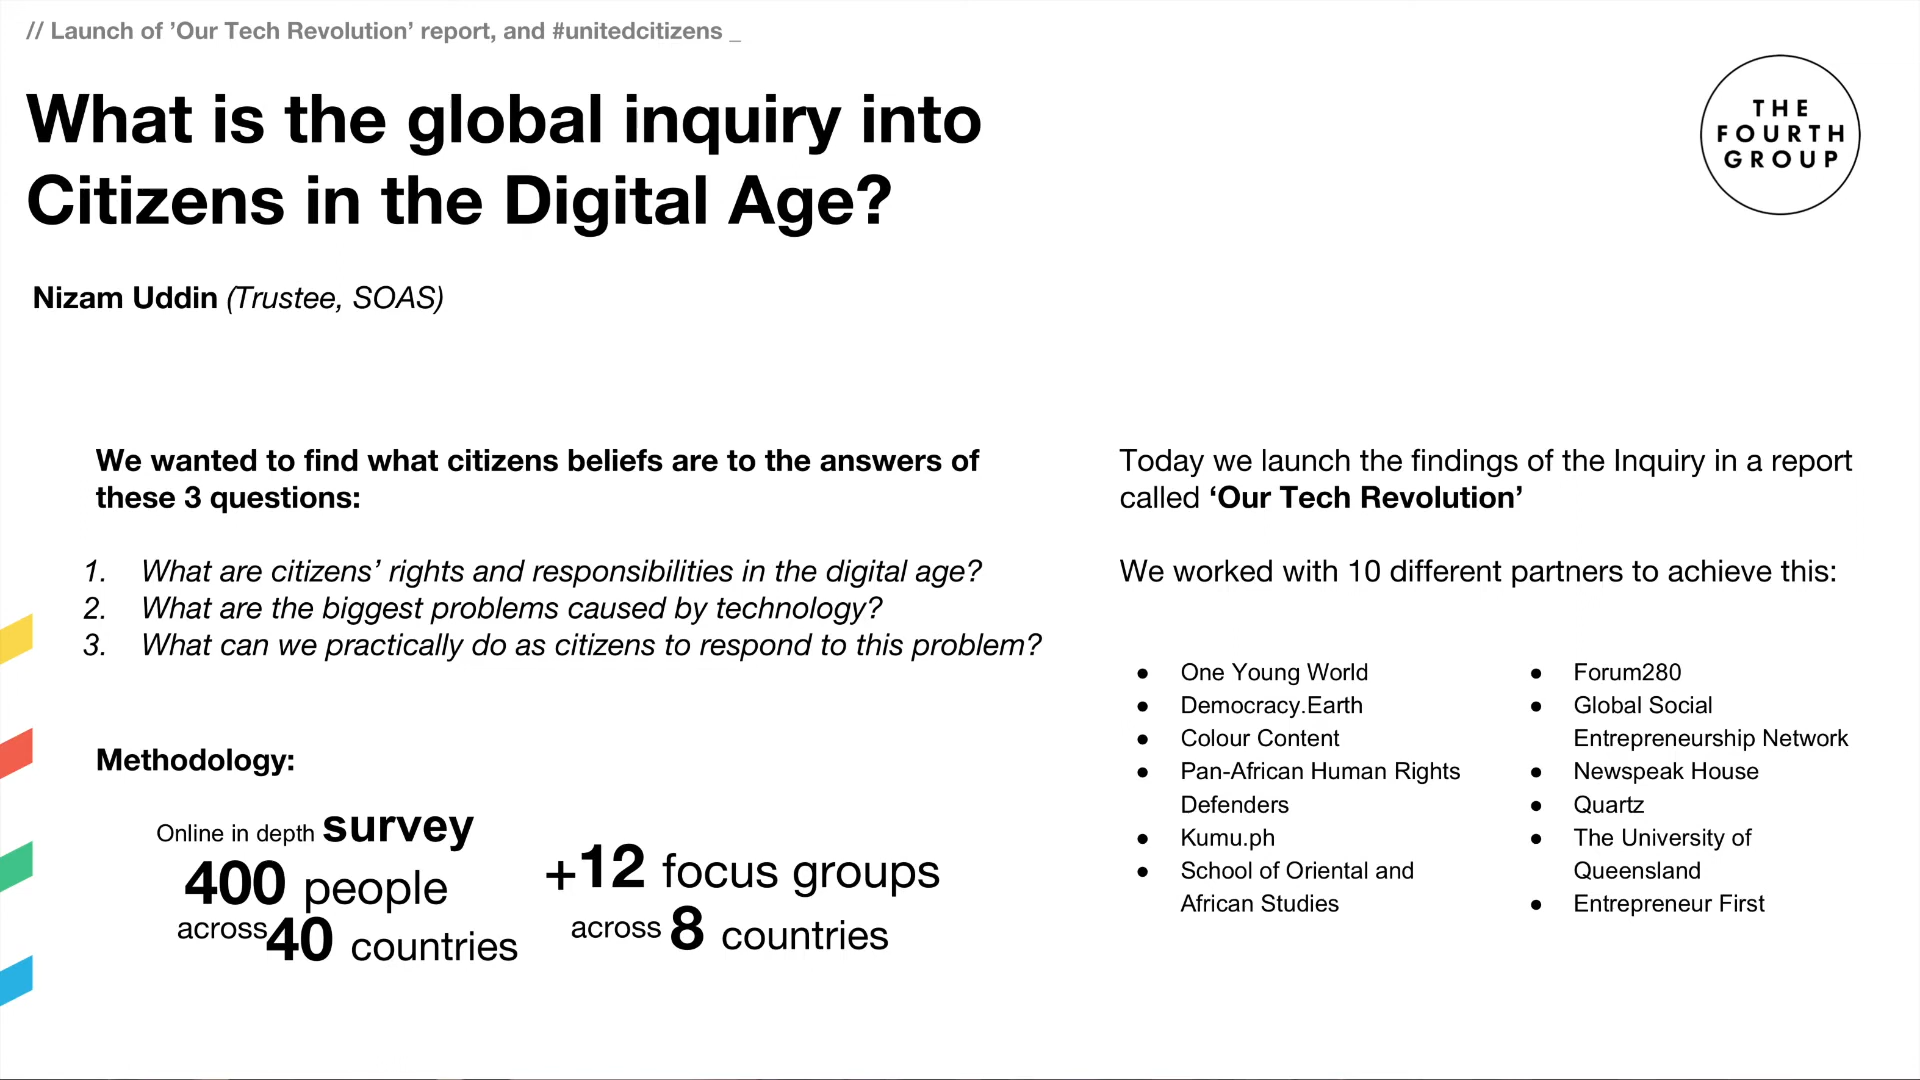 // Launch of ’Our Tech Revolution’ report, and #unitedcitizens _
What is the global inquiry into
Citizens in the Digital Age?
THE
FOURTH
GROUP
Nizam Uddin (Trustee, SOAS)
We wanted to find what citizens beliefs are to the answers of
these 3 questions:
1. What are citizens’ rights and responsibilities in the digital age?
2. What are the biggest problems caused by technology?
3. What can we practically do as citizens to respond to this problem?
Methodology:
Online in depth survey
400 people
across 40 countries
+12 focus groups
across 8 countries
Today we launch the findings of the Inquiry in a report
called ‘Our Tech Revolution’
We worked with 10 different partners to achieve this:
● One Young World
● Democracy.Earth
● Colour Content
● Pan-African Human Rights
Defenders
● Kumu.ph
● School of Oriental and
African Studies
● Forum280
● Global Social
Entrepreneurship Network
● Newspeak House
● Quartz
● The University of
Queensland
● Entrepreneur First